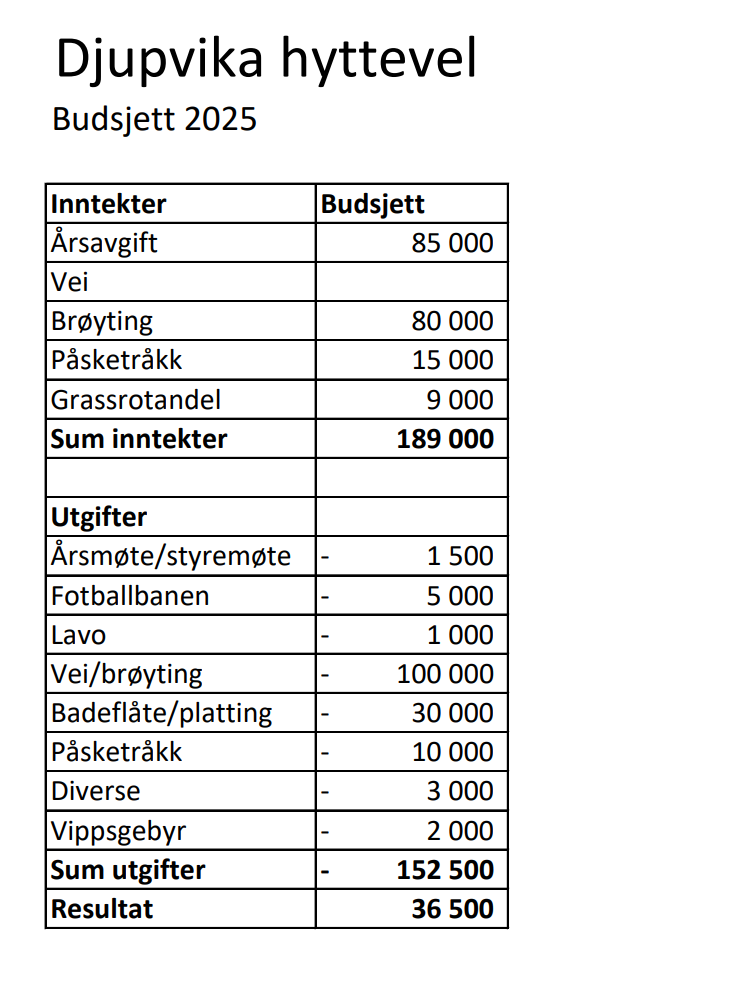 Djupvika hyttevel
Budsjett 2025
Inntekter Budsjett
Årsavgift 85 000
Vei
Brøyting 80 000
Påsketråkk 15 000
Grassrotandel 9 000
Sum inntekter 189 000
Utgifter
Årsmøte/styremøte - 1 500
Fotballbanen - 5 000
Lavo - 1 000
Vei/brøyting - 100 000
Badeflåte/platting - 30 000
Påsketråkk - 10 000
Diverse - 3 000
Vippsgebyr - 2 000
Sum utgifter - 152 500
Resultat 36 500